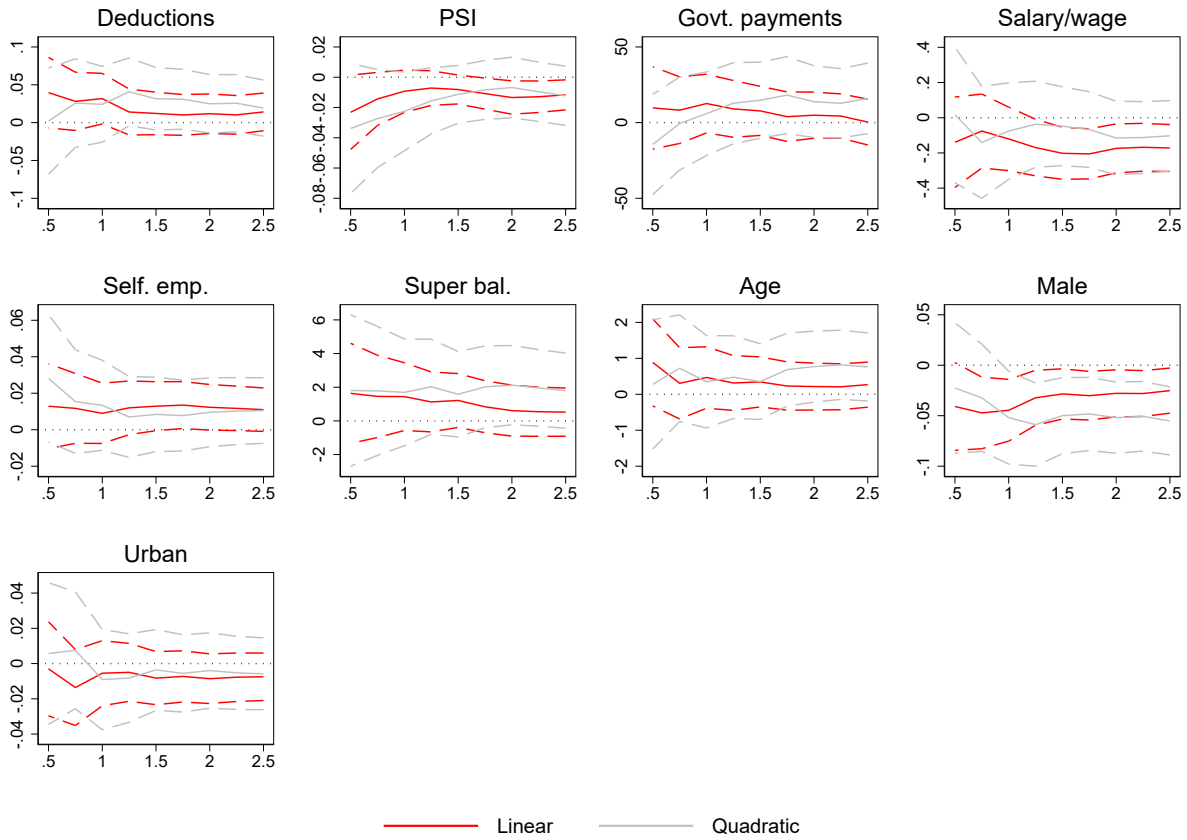 Deductions
.1
.05
0
-.05
-.1
.5 1 1.5 2 2.5
PSI
.02
0
-.02
-.04
-.06
-.08
.5 1 1.5 2 2.5
Govt. payments
50
0
-50
.5 1 1.5 2 2.5
Salary/wage
.4
.2
0
-.2
-.4
.5 1 1.5 2 2.5
Self. emp.
.06
.04
.02
0
-.02
.5 1 1.5 2 2.5
Super bal.
6
4
2
0
-2
.5 1 1.5 2 2.5
Age
2
1
0
-1
-2
.5 1 1.5 2 2.5
Male
.05
0
-.05
-.1
.5 1 1.5 2 2.5
Urban
.04
.02
0
-.02
-.04
.5 1 1.5 2 2.5
Linear Quadratic